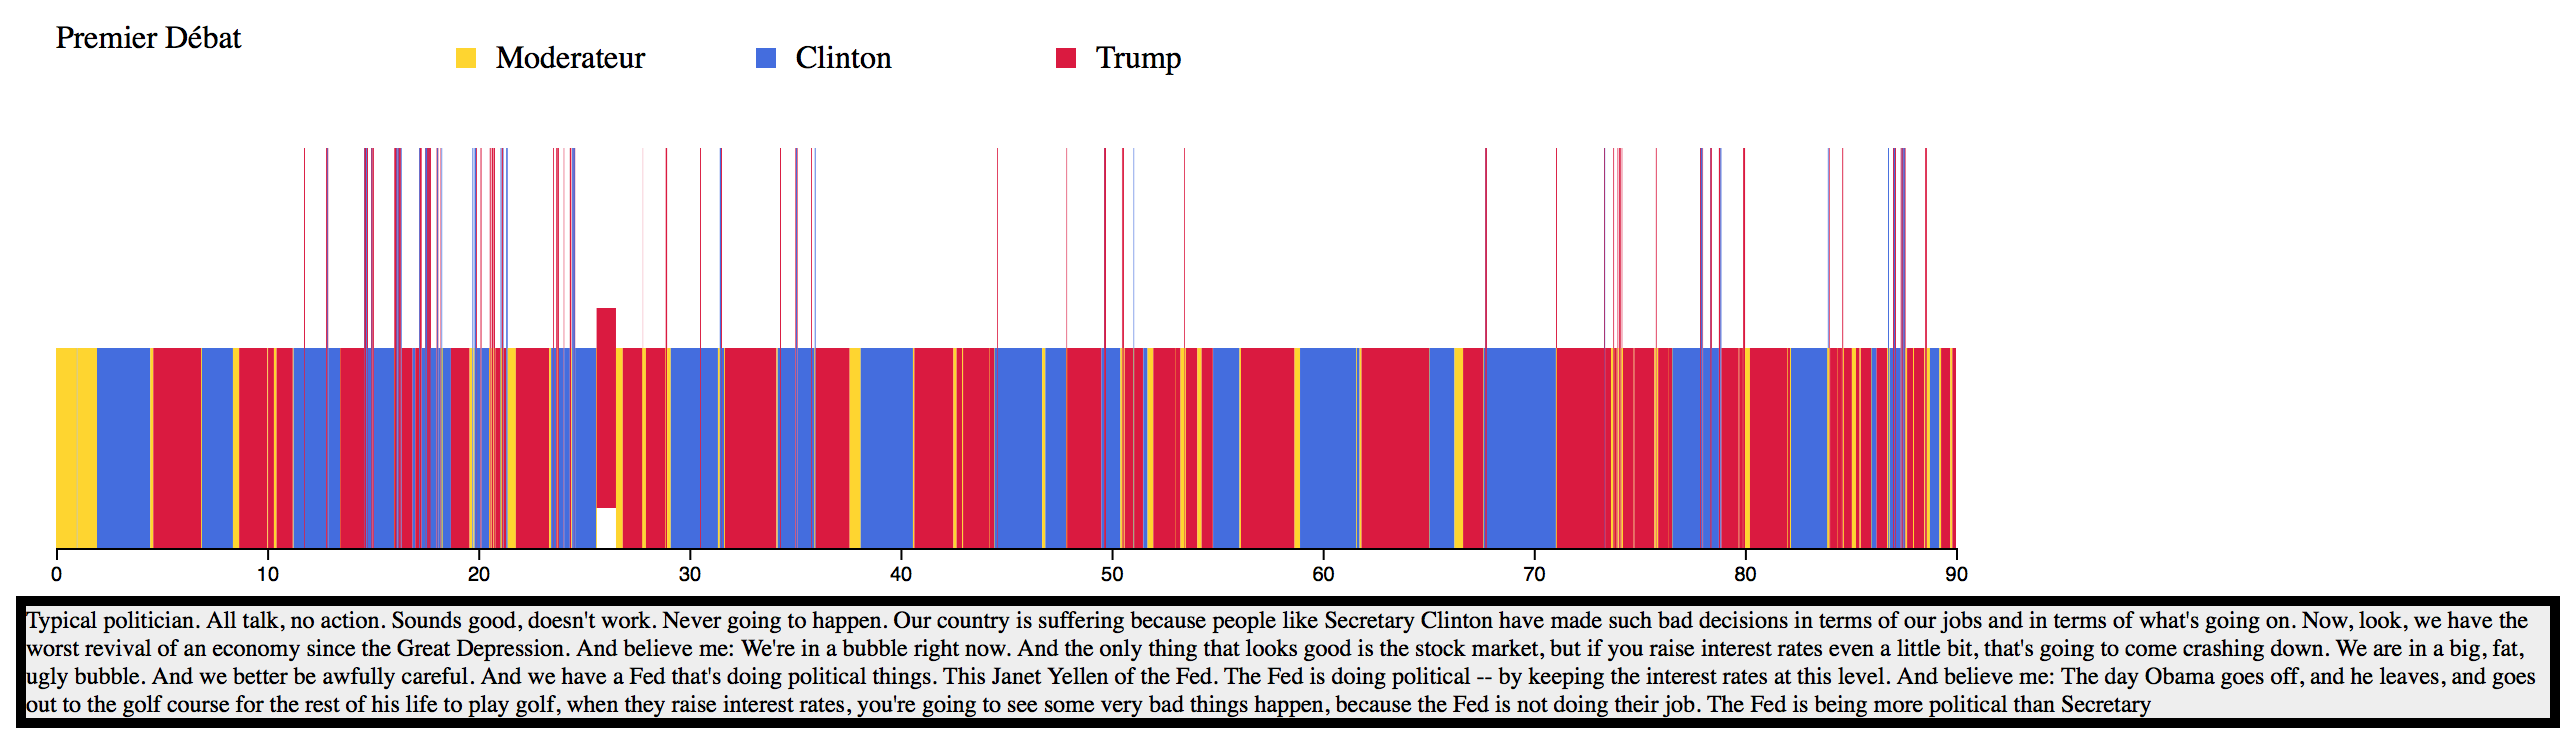 Premier Débat
Moderateur
Clinton
Trump
0 10 20 30 40 50 60 70 80 90
Typical politician. All talk, no action. Sounds good, doesn't work. Never going to happen. Our country is suffering because people like Secretary Clinton have made such bad decisions in terms of our jobs and in terms of what's going on. Now, look, we have the
worst revival of an economy since the Great Depression. And believe me: We're in a bubble right now. And the only thing that looks good is the stock market, but if you raise interest rates even a little bit, that's going to come crashing down. We are in a big, fat,
ugly bubble. And we better be awfully careful. And we have a Fed that's doing political things. This Janet Yellen of the Fed. The Fed is doing political -- by keeping the interest rates at this level. And believe me: The day Obama goes off, and he leaves, and goes
out to the golf course for the rest of his life to play golf, when they raise interest rates, you're going to see some very bad things happen, because the Fed is not doing their job. The Fed is being more political than Secretary